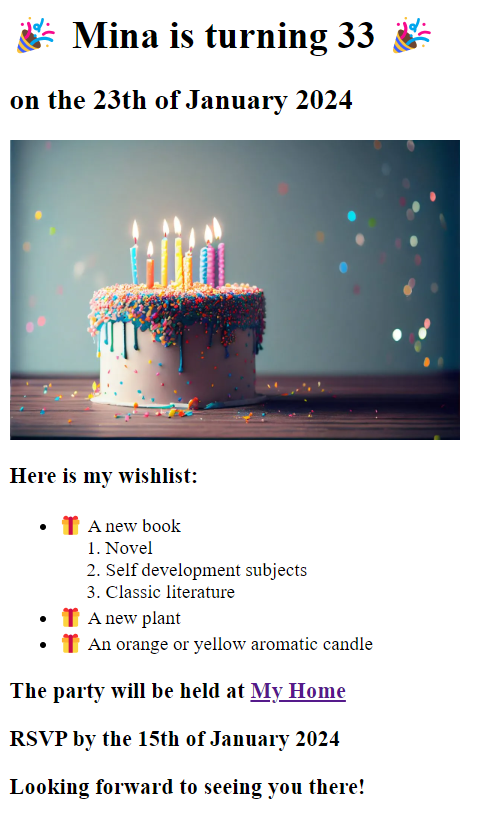 🎉 Mina is turning 33 🎉
on the 23th of January 2024
Here is my wishlist:
• 🎁 A new book
1. Novel
2. Self development subjects
3. Classic literature
• 🎁 A new plant
• 🎁 An orange or yellow aromatic candle
The party will be held at My Home
RSVP by the 15th of January 2024
Looking forward to seeing you there!